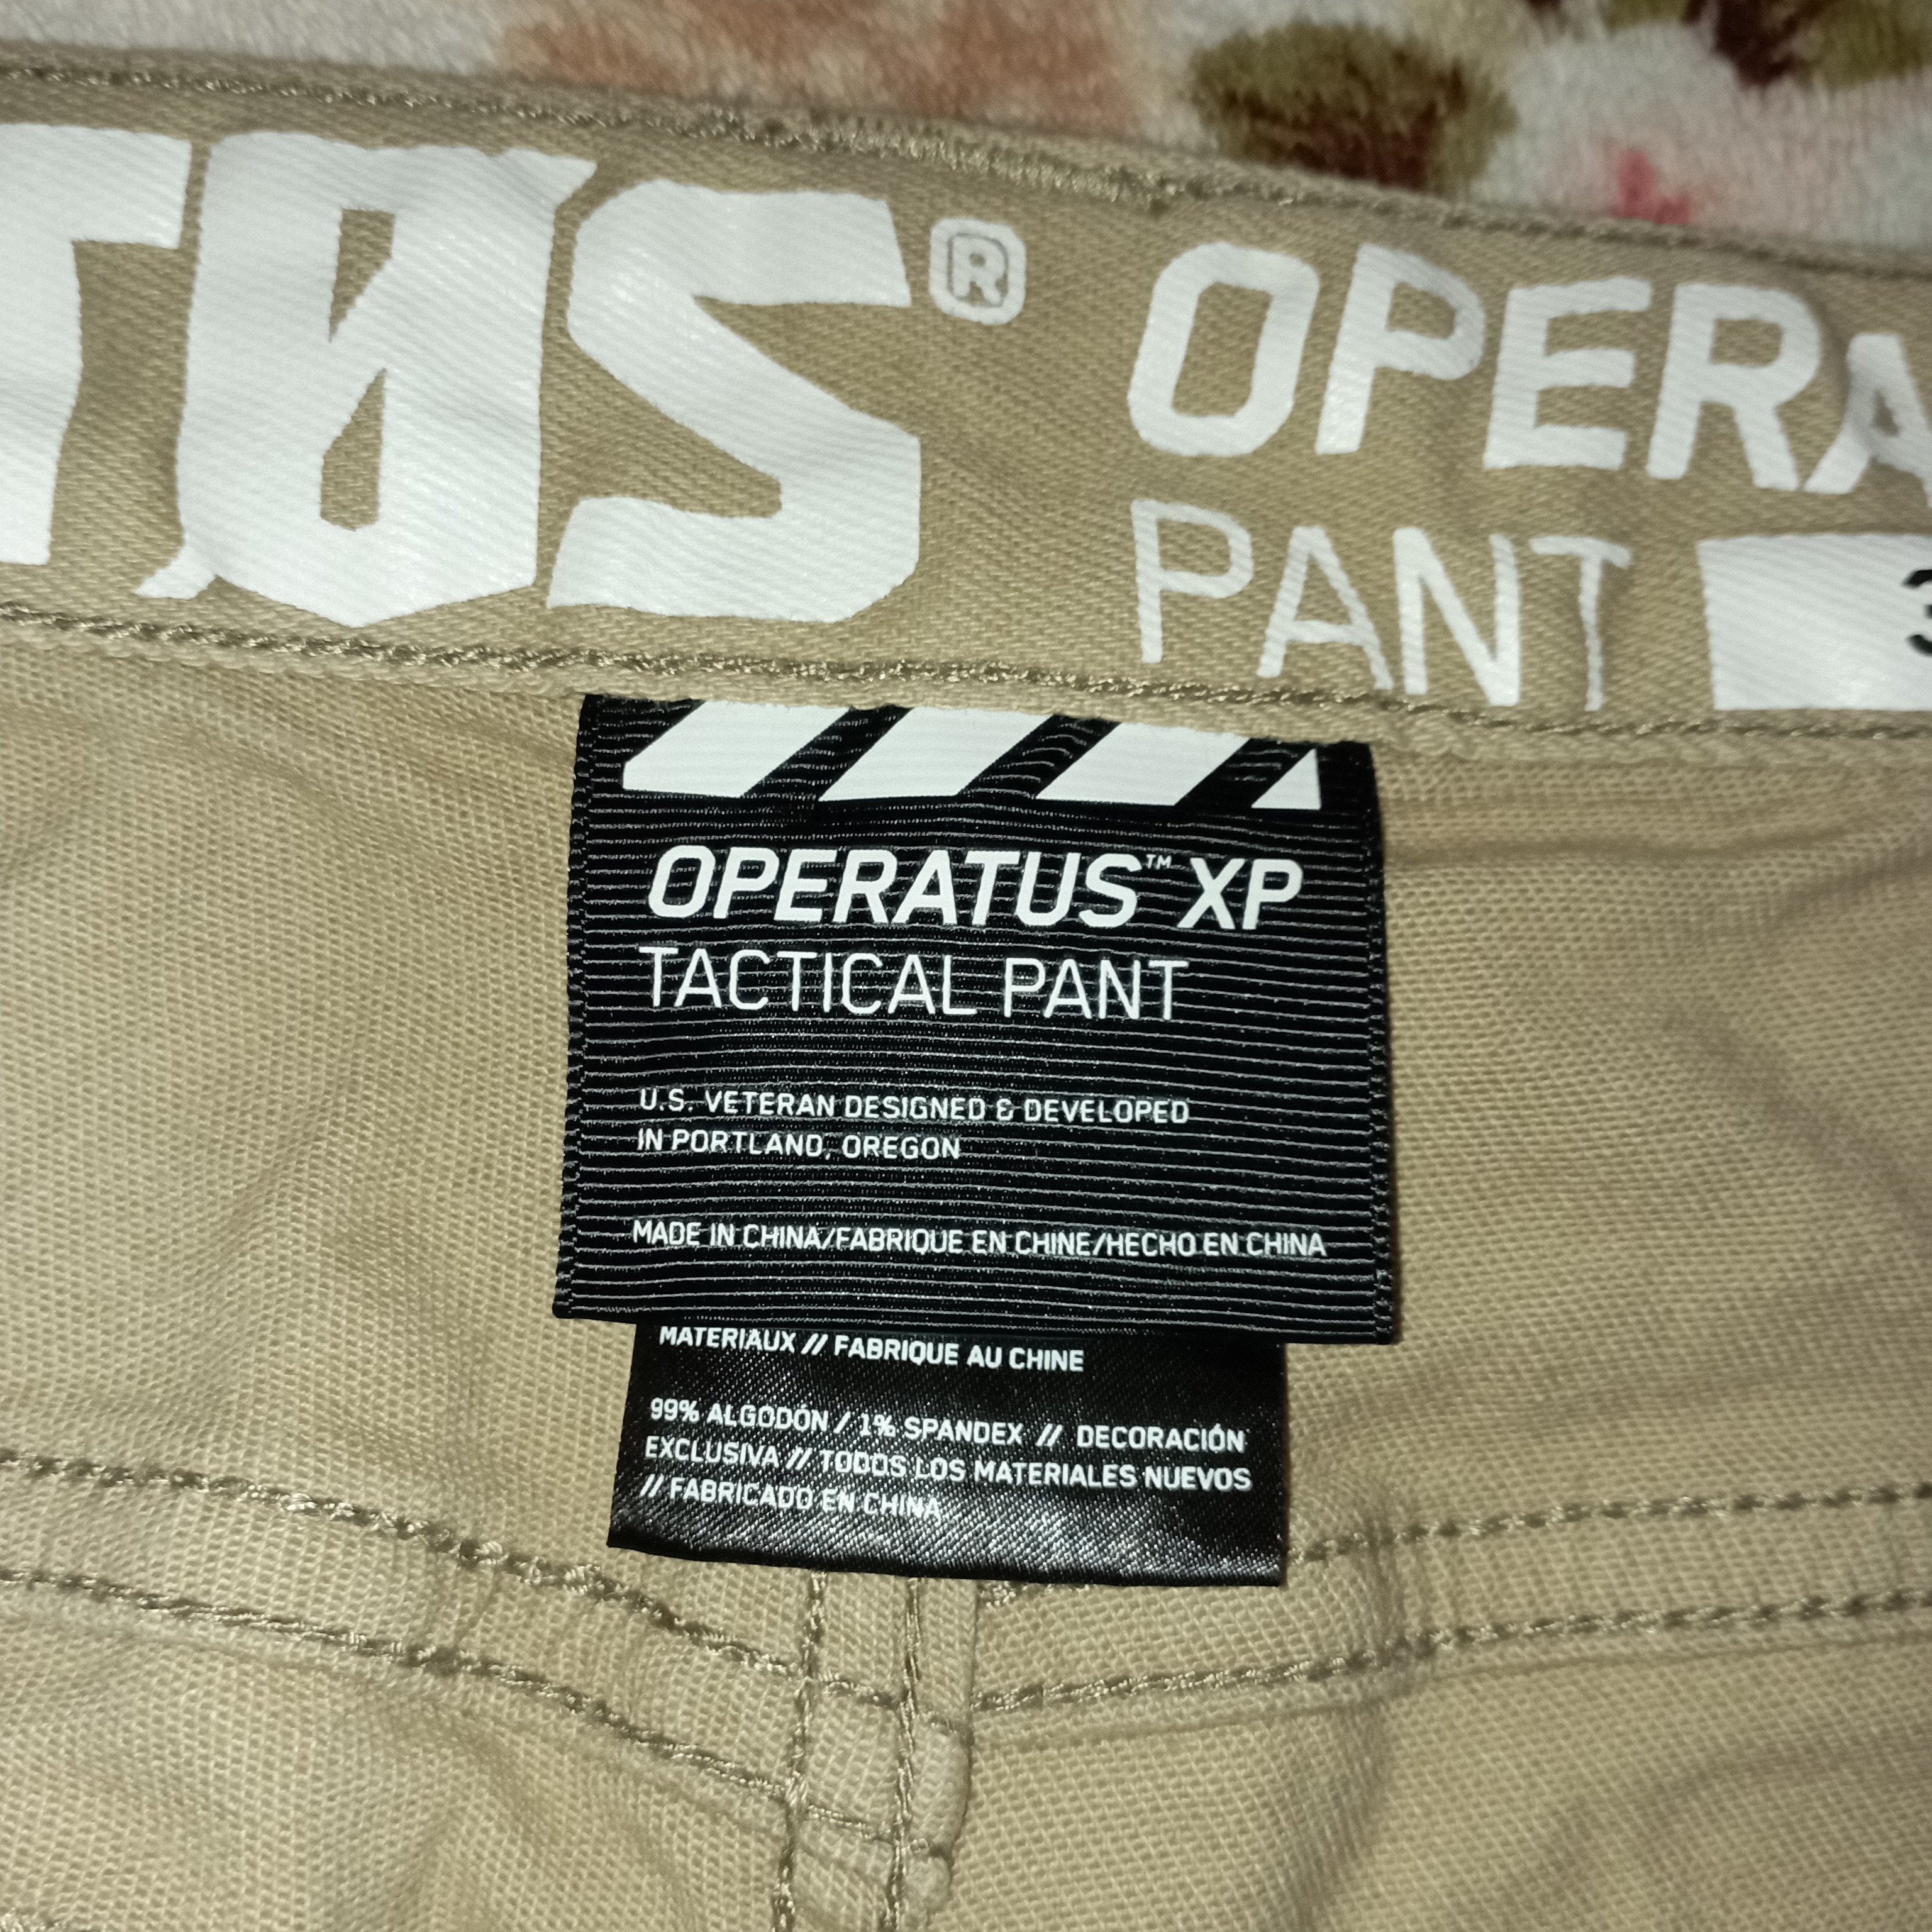 TØS® OPERA
PANT 3
OPERATUS™ XP
TACTICAL PANT
U.S. VETERAN DESIGNED & DEVELOPED
IN PORTLAND, OREGON
MADE IN CHINA/FABRIQUE EN CHINE/HECHO EN CHINA
MATERIAUX // FABRIQUE AU CHINE
99% ALGODÓN / 1% SPANDEX // DECORACIÓN
EXCLUSIVA // TODOS LOS MATERIALES NUEVOS
// FABRICADO EN CHINA